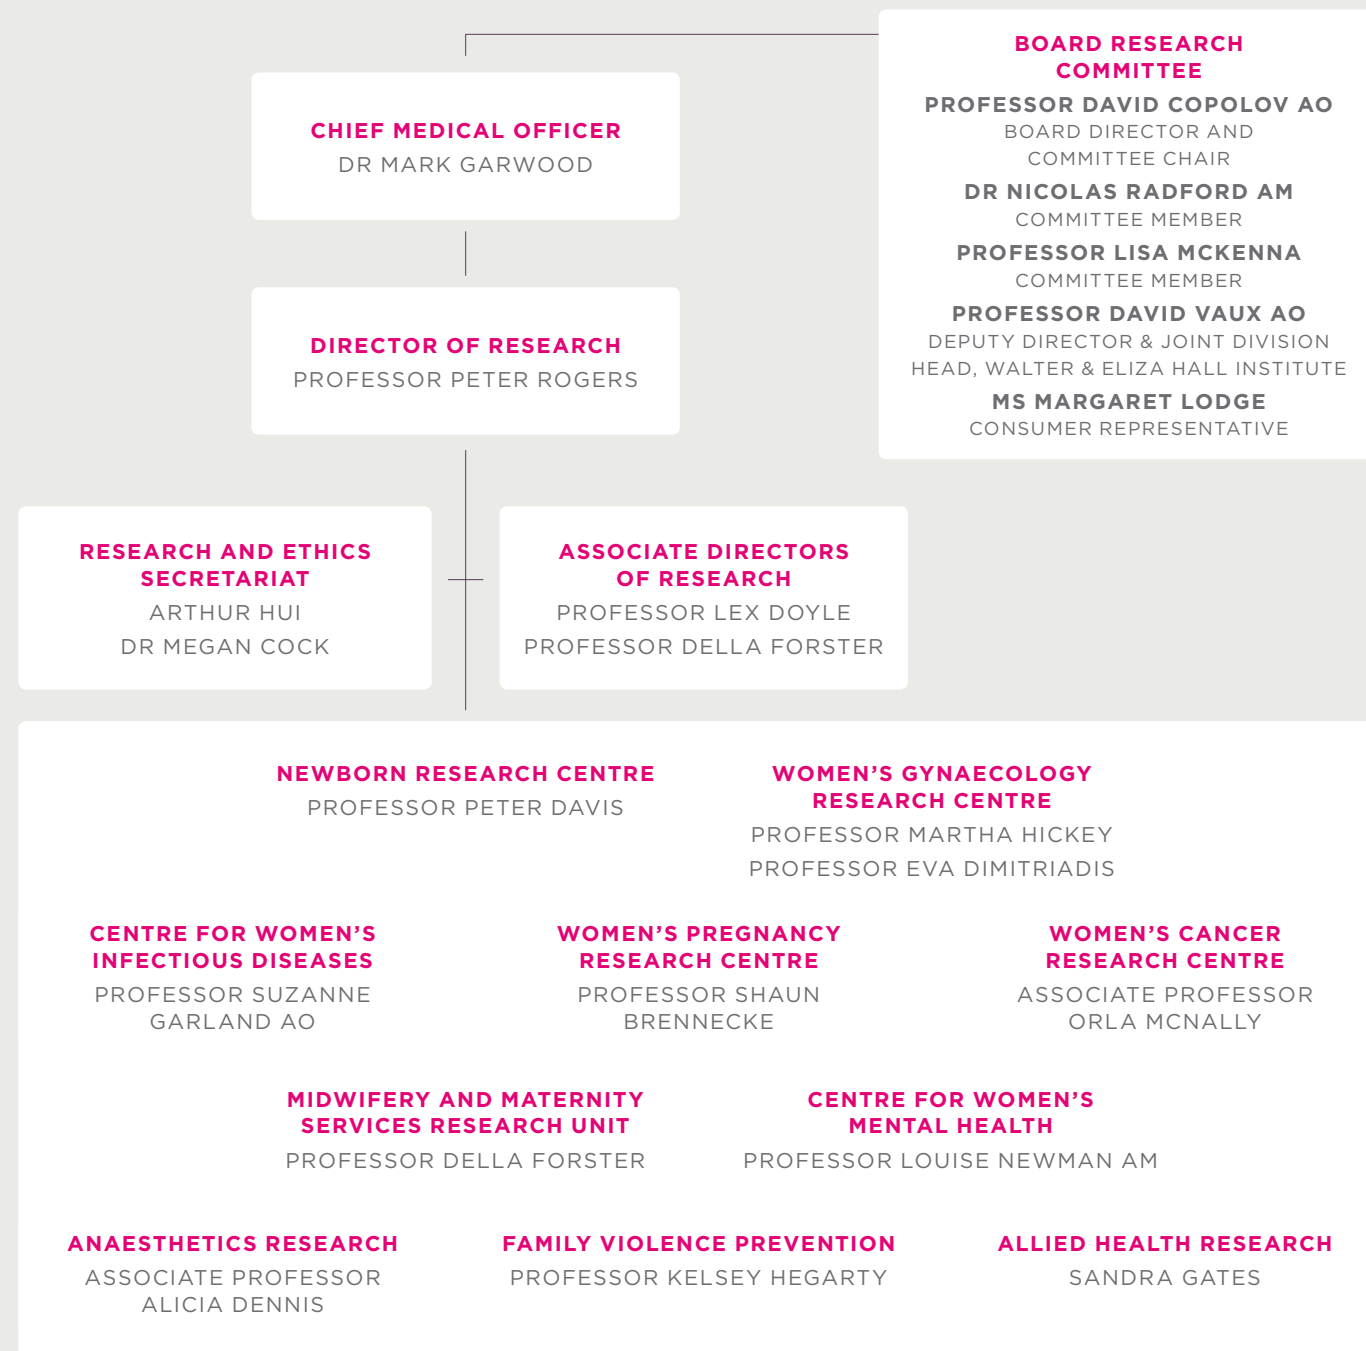 BOARD RESEARCH
COMMITTEE
PROFESSOR DAVID COPOLOV AO
BOARD DIRECTOR AND
COMMITTEE CHAIR
DR NICOLAS RADFORD AM
COMMITTEE MEMBER
PROFESSOR LISA MCKENNA
COMMITTEE MEMBER
PROFESSOR DAVID VAUX AO
DEPUTY DIRECTOR & JOINT DIVISION
HEAD, WALTER & ELIZA HALL INSTITUTE
MS MARGARET LODGE
CONSUMER REPRESENTATIVE
CHIEF MEDICAL OFFICER
DR MARK GARWOOD
DIRECTOR OF RESEARCH
PROFESSOR PETER ROGERS
RESEARCH AND ETHICS
SECRETARIAT
ARTHUR HUI
DR MEGAN COCK
ASSOCIATE DIRECTORS
OF RESEARCH
PROFESSOR LEX DOYLE
PROFESSOR DELLA FORSTER
NEWBORN RESEARCH CENTRE
PROFESSOR PETER DAVIS
WOMEN'S GYNAECOLOGY
RESEARCH CENTRE
PROFESSOR MARTHA HICKEY
PROFESSOR EVA DIMITRIADIS
CENTRE FOR WOMEN'S
INFECTIOUS DISEASES
PROFESSOR SUZANNE
GARLAND AO
WOMEN'S PREGNANCY
RESEARCH CENTRE
PROFESSOR SHAUN
BRENNECKE
WOMEN'S CANCER
RESEARCH CENTRE
ASSOCIATE PROFESSOR
ORLA MCNALLY
MIDWIFERY AND MATERNITY
SERVICES RESEARCH UNIT
PROFESSOR DELLA FORSTER
CENTRE FOR WOMEN'S
MENTAL HEALTH
PROFESSOR LOUISE NEWMAN AM
ANAESTHETICS RESEARCH
ASSOCIATE PROFESSOR
ALICIA DENNIS
FAMILY VIOLENCE PREVENTION
PROFESSOR KELSEY HEGARTY
ALLIED HEALTH RESEARCH
SANDRA GATES